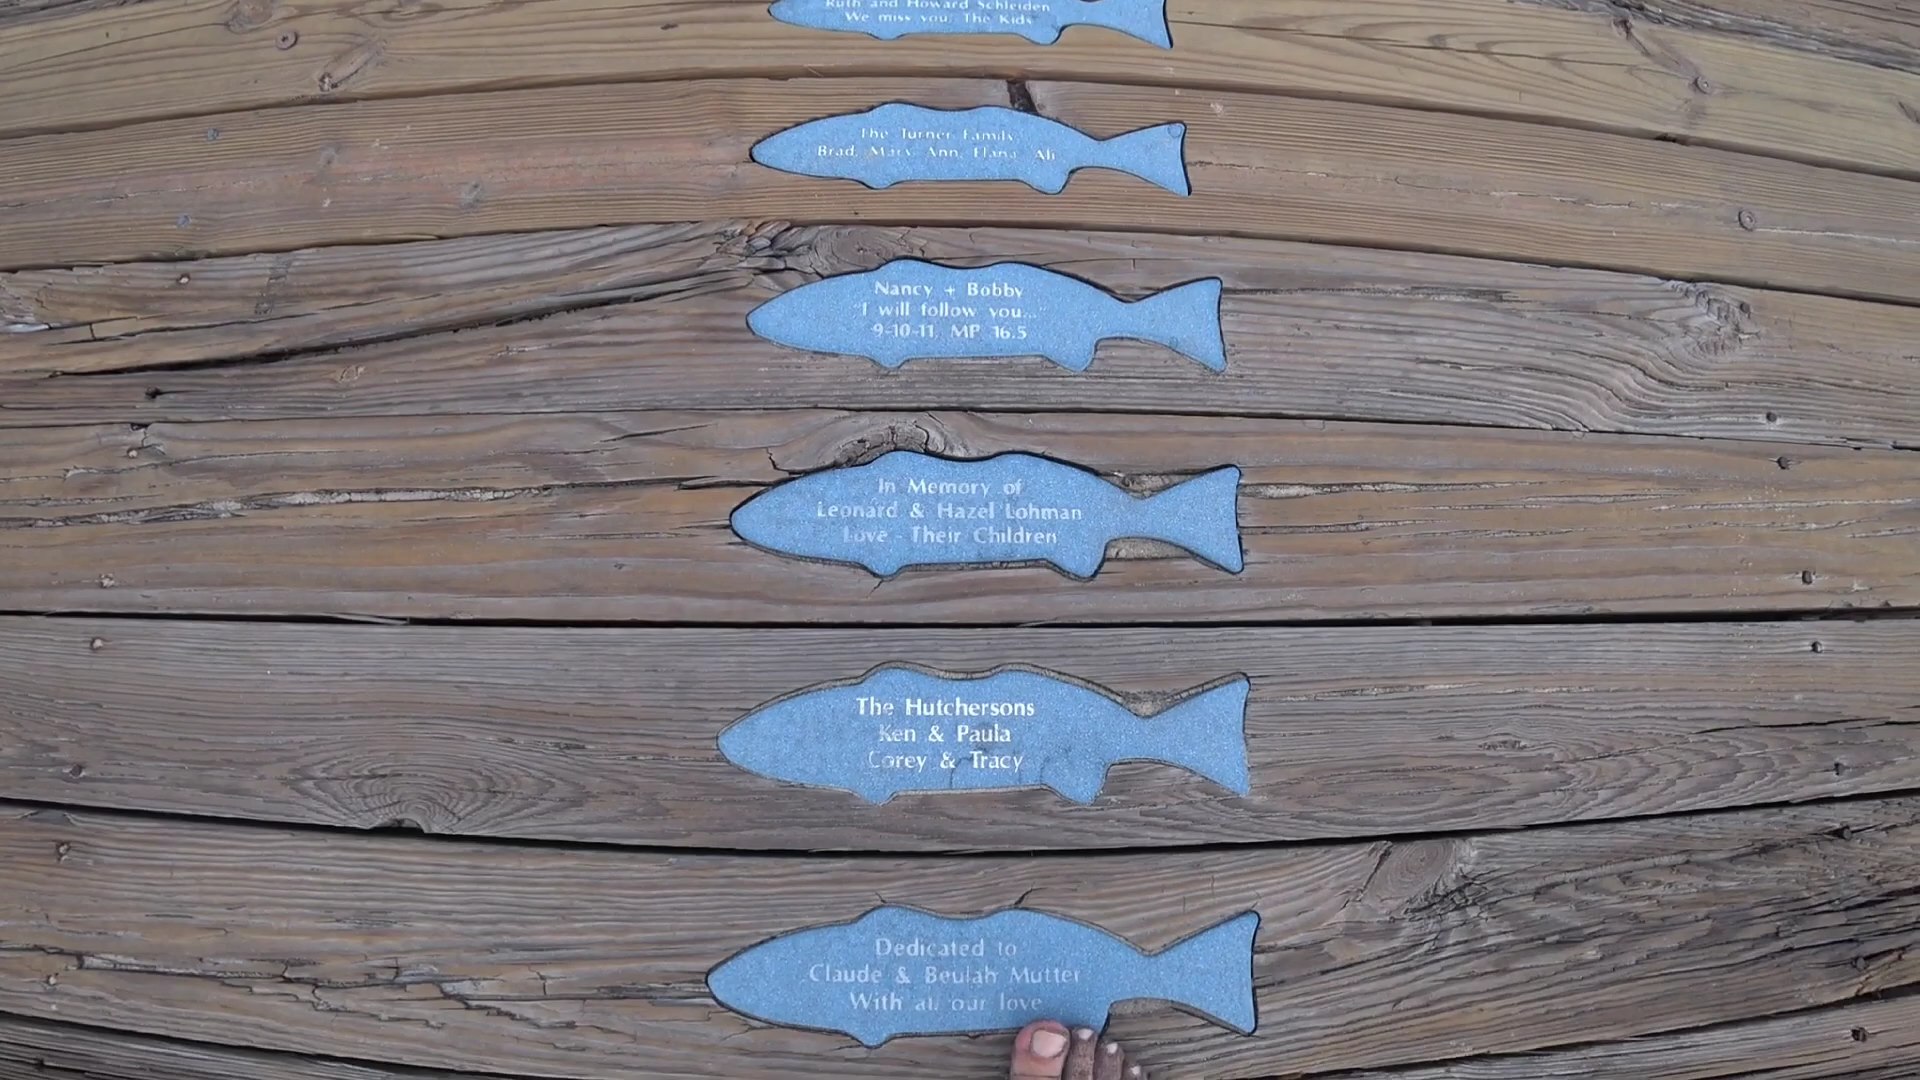 Ruth and Howard Schleiden
We miss you. The Kids
The Turner Family
Brad, Mary Ann, Elana, Ali
Nancy + Bobby
"I will follow you..."
9-10-11, MP 16.5
In Memory of
Leonard & Hazel Lohman
Love - Their Children
The Hutchersons
Ken & Paula
Corey & Tracy
Dedicated to
Claude & Beulah Mutter
With all our love